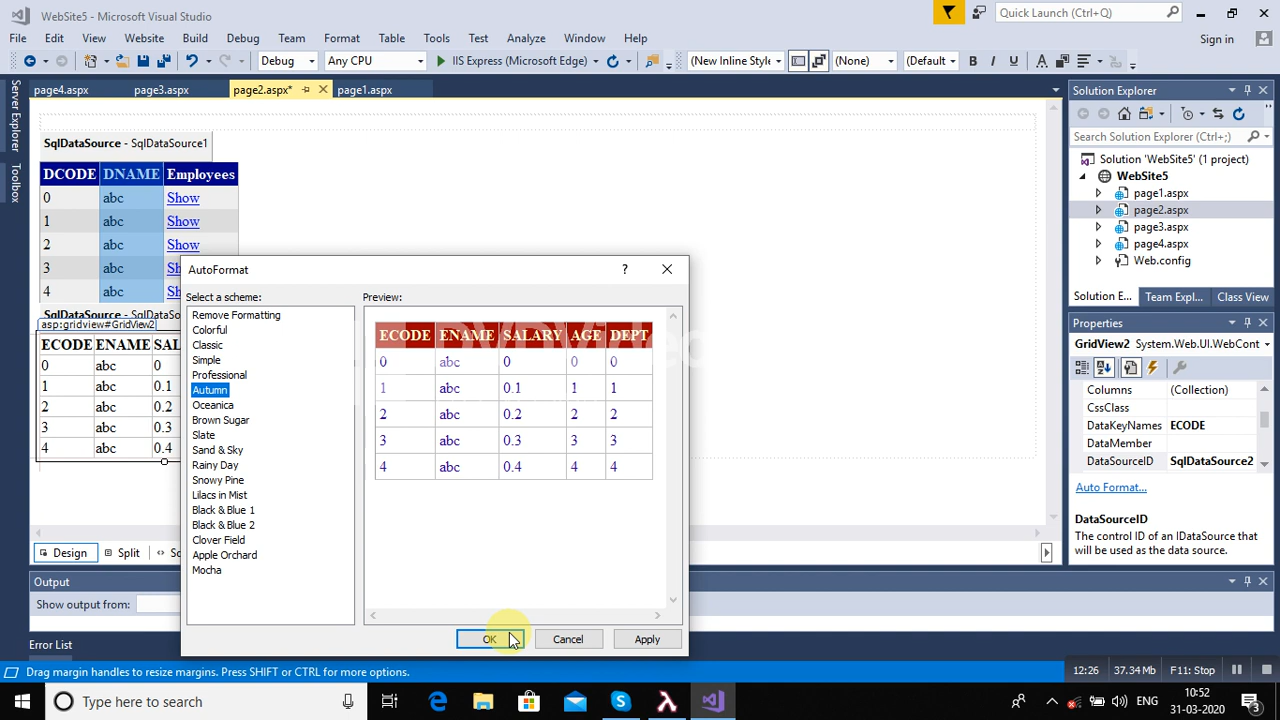 WebSite5 - Microsoft Visual Studio
Quick Launch (Ctrl+Q)
File Edit View Website Build Debug Team Format Table Tools Test Analyze Window Help
Sign in
Debug Any CPU IIS Express (Microsoft Edge) (New Inline Style (None) (Default B I U A
page4.aspx page3.aspx page2.aspx* page1.aspx
Server Explorer
Toolbox
SqlDataSource - SqlDataSource1
DCODE DNAME Employees
0 abc Show
1 abc Show
2 abc Show
3 abc
4 abc
asp:gridview#GridView2
ECODE ENAME SAL
0 abc 0
1 abc 0.1
2 abc 0.2
3 abc 0.3
4 abc 0.4
AutoFormat
Select a scheme:
Remove Formatting
Colorful
Classic
Simple
Professional
Autumn
Oceanica
Brown Sugar
Slate
Sand & Sky
Rainy Day
Snowy Pine
Lilacs in Mist
Black & Blue 1
Black & Blue 2
Clover Field
Apple Orchard
Mocha
Preview:
ECODE ENAME SALARY AGE DEPT
0 abc 0 0 0
1 abc 0.1 1 1
2 abc 0.2 2 2
3 abc 0.3 3 3
4 abc 0.4 4 4
OK Cancel Apply
Solution Explorer
Search Solution Explorer (Ctrl+;)
Solution 'WebSite5' (1 project)
WebSite5
page1.aspx
page2.aspx
page3.aspx
page4.aspx
Web.config
Solution E... Team Expl... Class View
Properties
GridView2 System.Web.UI.WebCont
Columns (Collection)
CssClass
DataKeyNames ECODE
DataMember
DataSourceID SqlDataSource2
Auto Format...
DataSourceID
The control ID of an IDataSource that
will be used as the data source.
Design Split So
Output
Show output from:
Error List
Drag margin handles to resize margins. Press SHIFT or CTRL for more options.
12:26 37.34 Mb F11: Stop
Type here to search
ENG
10:52
31-03-2020
3